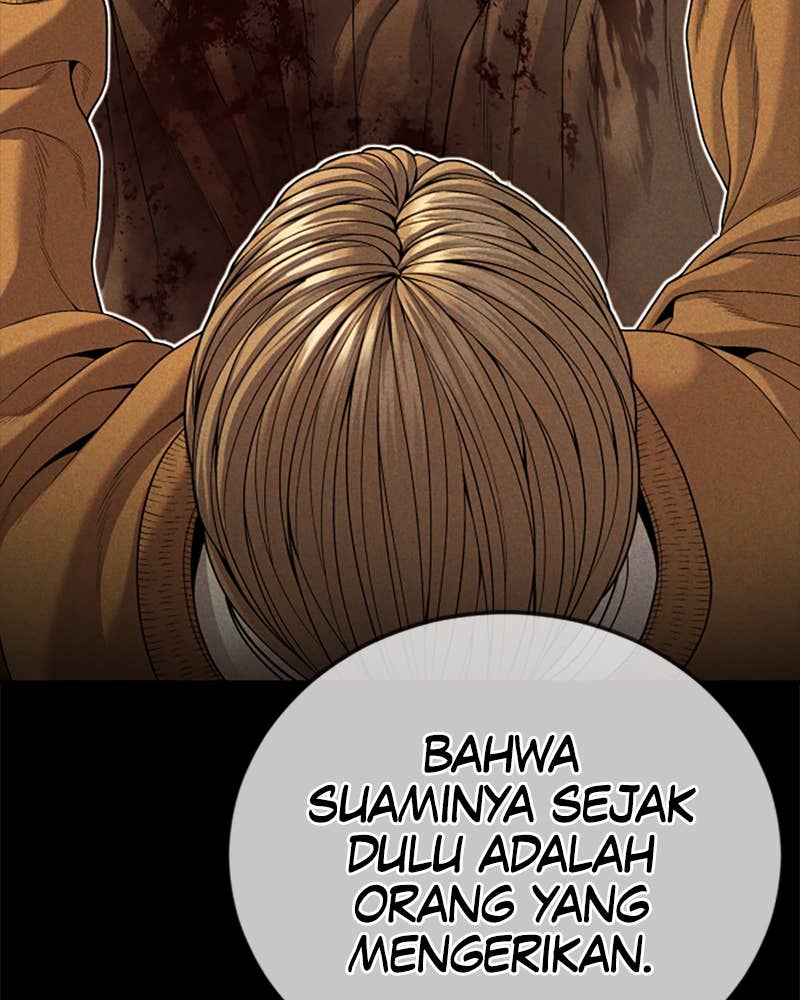 BAHWA
SUAMINYA SEJAK
DULU ADALAH
ORANG YANG
MENGERIKAN.